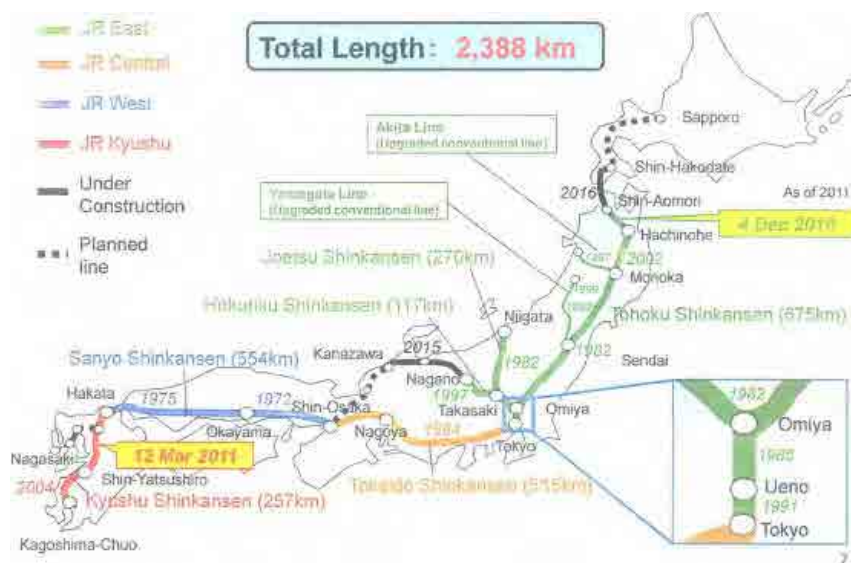 JR East
JR Central
JR West
JR Kyushu
Under
Construction
Planned
line
Total Length: 2,388 km
Akita Line
(Upgraded conventional line)
Yamagata Line
(Upgraded conventional line)
Sapporo
Shin-Hakodate
2016
Shin-Aomori
As of 2011
4 Dec 2010
Hachinohe
1997
2002
Morioka
Joetsu Shinkansen (270km)
Hokuriku Shinkansen (117km)
Niigata
1999
1992
Tohoku Shinkansen (675km)
1982
1982
Sendai
Sanyo Shinkansen (554km)
Kanazawa
2015
Nagano
1997
Takasaki
Omiya
Tokyo
Hakata
1975
1972
Shin-Osaka
Okayama
Nagoya
1964
Nagasaki
12 Mar 2011
Shin-Yatsushiro
2004
Kyushu Shinkansen (257km)
Tokaido Shinkansen (515km)
Kagoshima-Chuo
1982
Omiya
1985
Ueno
1991
Tokyo
7